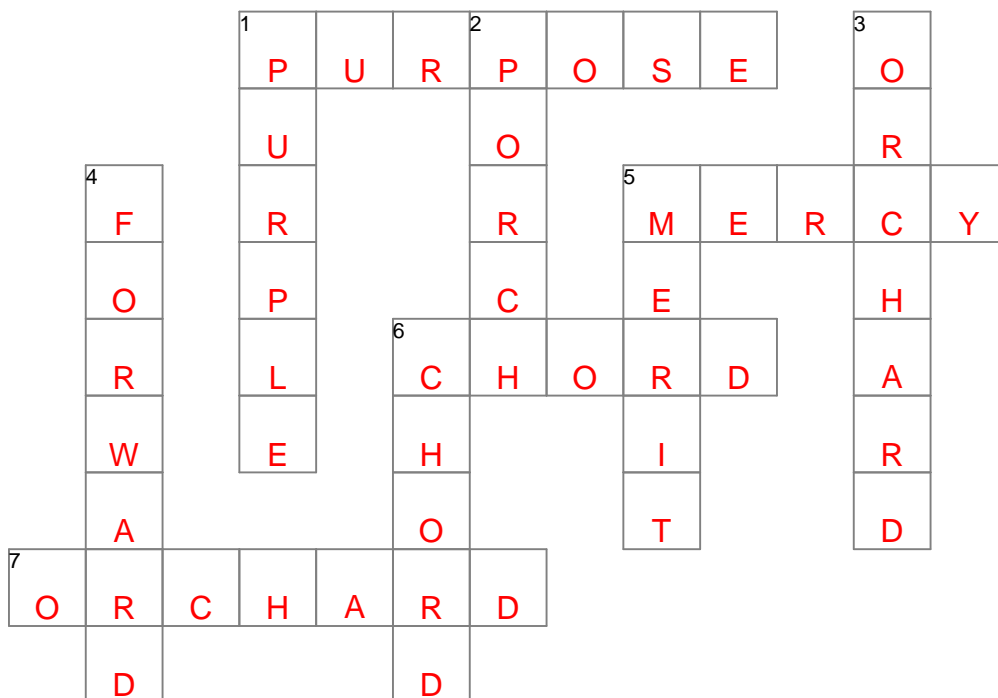 1 2 3
P U R P O S E O
U O R
4 5
F R R M E R C Y
O P C E H
6
R L C H O R D A
W E H I R
A O T D
7
O R C H A R D
D D